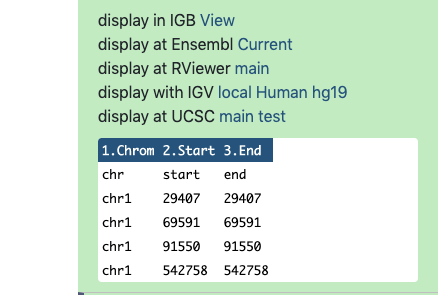 display in IGB View
display at Ensembl Current
display at RViewer main
display with IGV local Human hg19
display at UCSC main test
1.Chrom 2.Start 3.End
chr start end
chr1 29407 29407
chr1 69591 69591
chr1 91550 91550
chr1 542758 542758